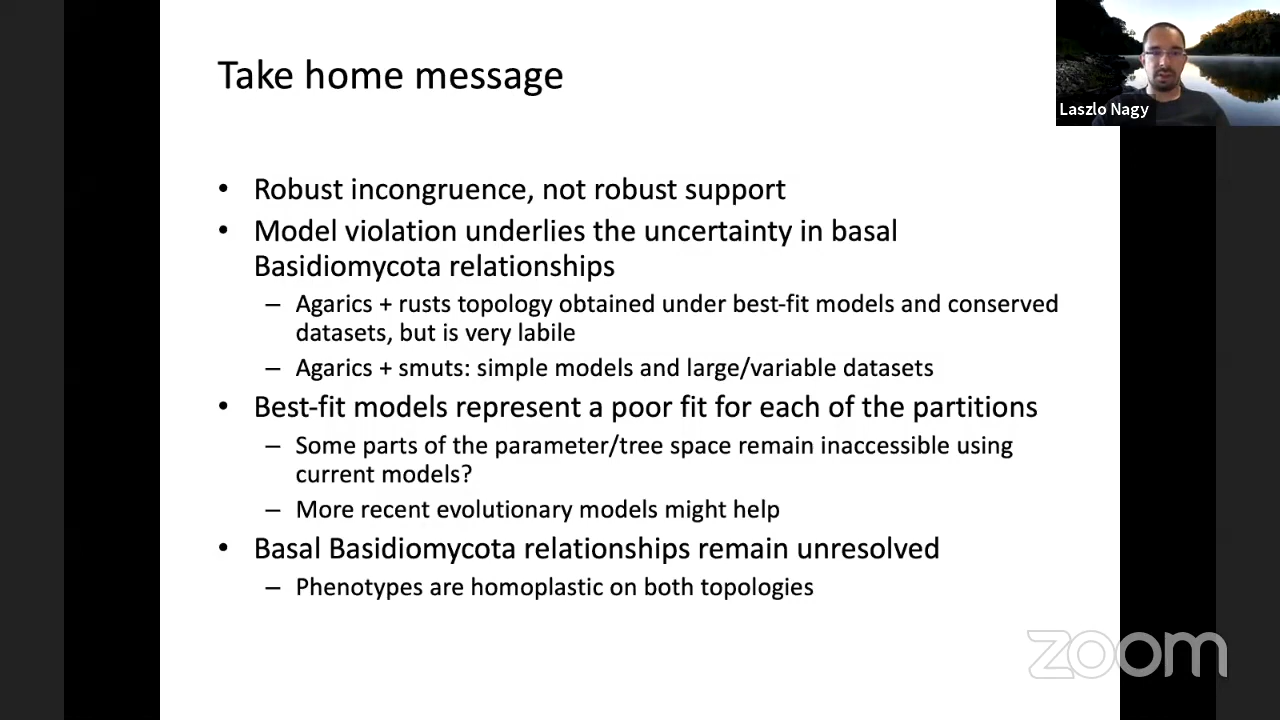 Take home message
Laszlo Nagy
• Robust incongruence, not robust support
• Model violation underlies the uncertainty in basal
Basidiomycota relationships
– Agarics + rusts topology obtained under best-fit models and conserved
datasets, but is very labile
– Agarics + smuts: simple models and large/variable datasets
• Best-fit models represent a poor fit for each of the partitions
– Some parts of the parameter/tree space remain inaccessible using
current models?
– More recent evolutionary models might help
• Basal Basidiomycota relationships remain unresolved
– Phenotypes are homoplastic on both topologies
zoom